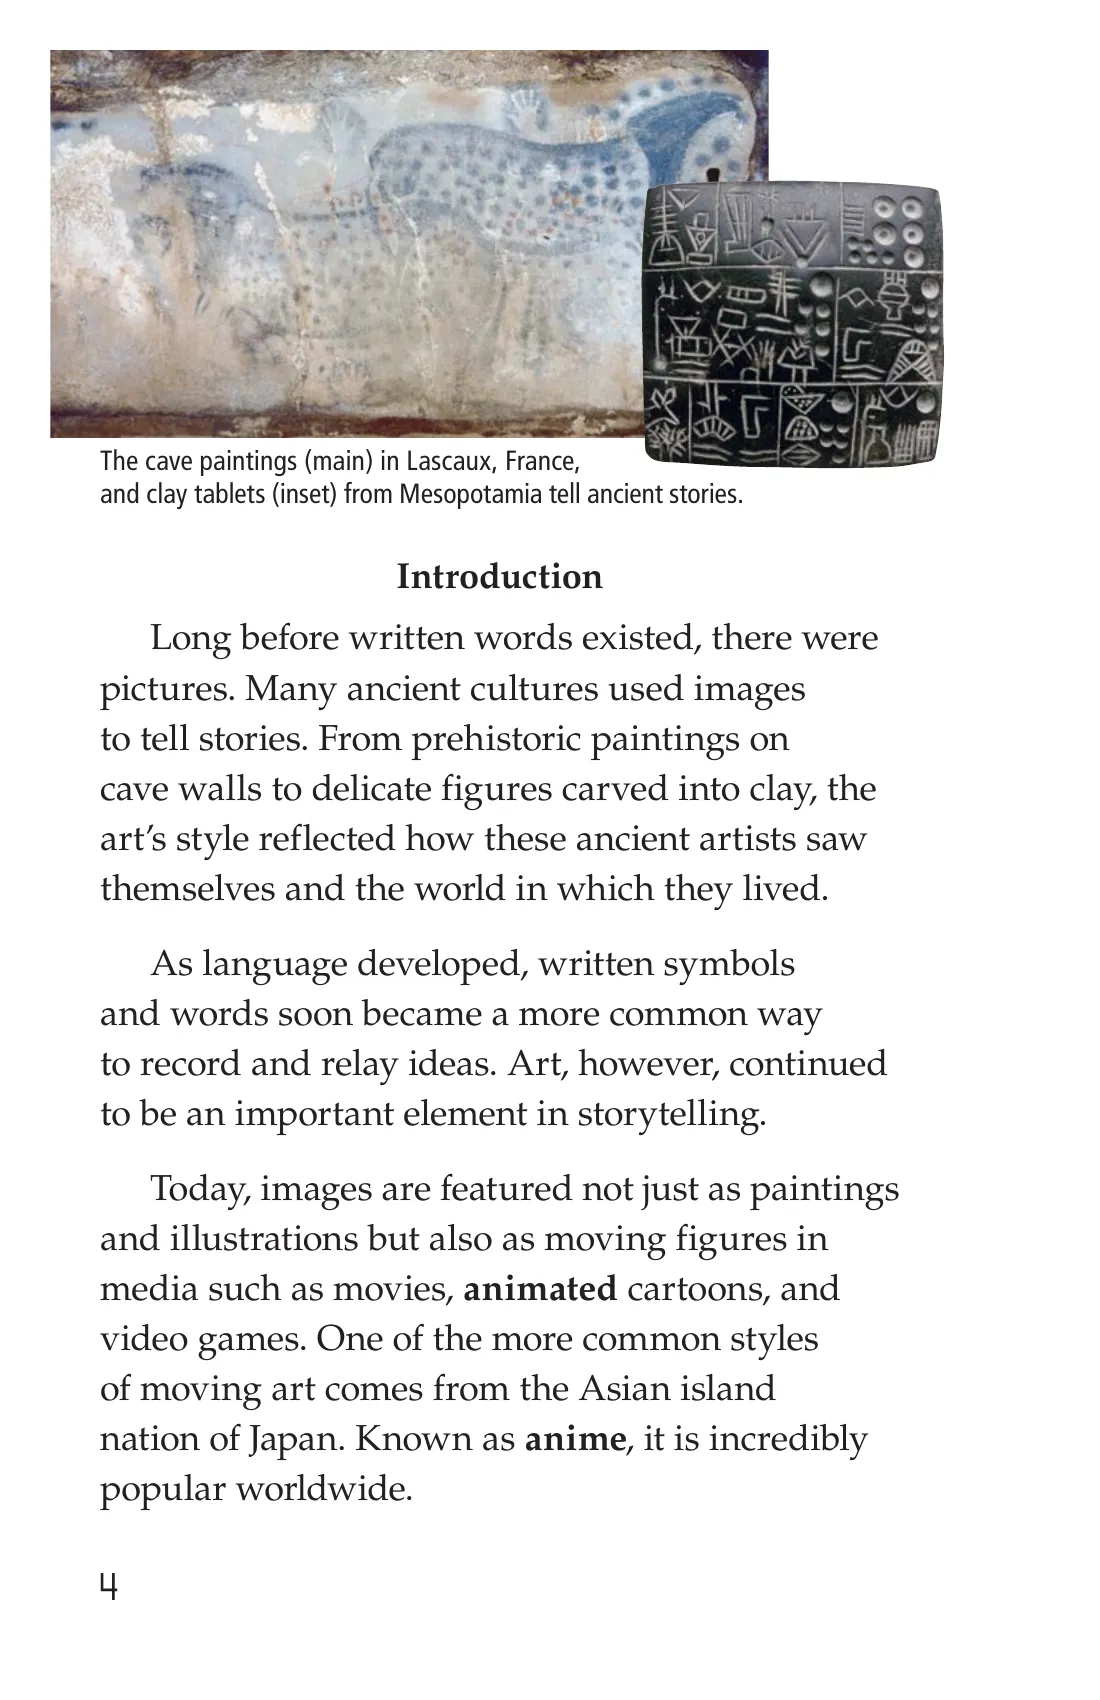 The cave paintings (main) in Lascaux, France,
and clay tablets (inset) from Mesopotamia tell ancient stories.
Introduction
Long before written words existed, there were
pictures. Many ancient cultures used images
to tell stories. From prehistoric paintings on
cave walls to delicate figures carved into clay, the
art’s style reflected how these ancient artists saw
themselves and the world in which they lived.
As language developed, written symbols
and words soon became a more common way
to record and relay ideas. Art, however, continued
to be an important element in storytelling.
Today, images are featured not just as paintings
and illustrations but also as moving figures in
media such as movies, animated cartoons, and
video games. One of the more common styles
of moving art comes from the Asian island
nation of Japan. Known as anime, it is incredibly
popular worldwide.
4